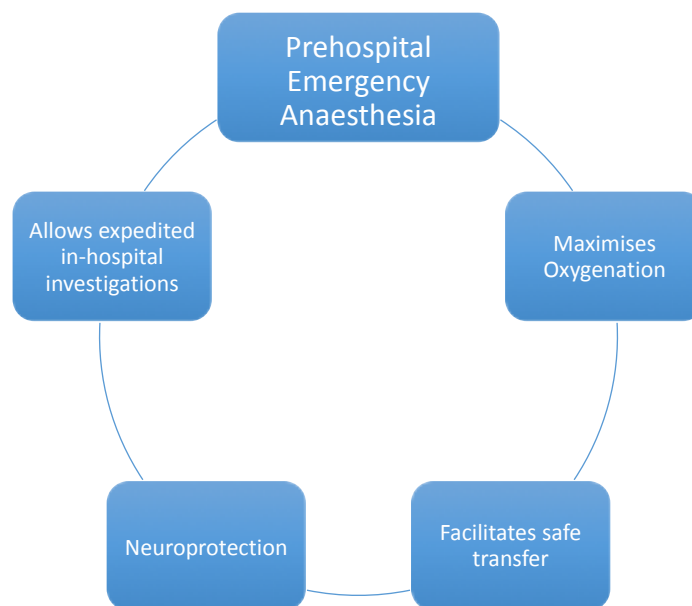 Prehospital
Emergency
Anaesthesia
Allows expedited
in-hospital
investigations
Maximises
Oxygenation
Neuroprotection
Facilitates safe
transfer